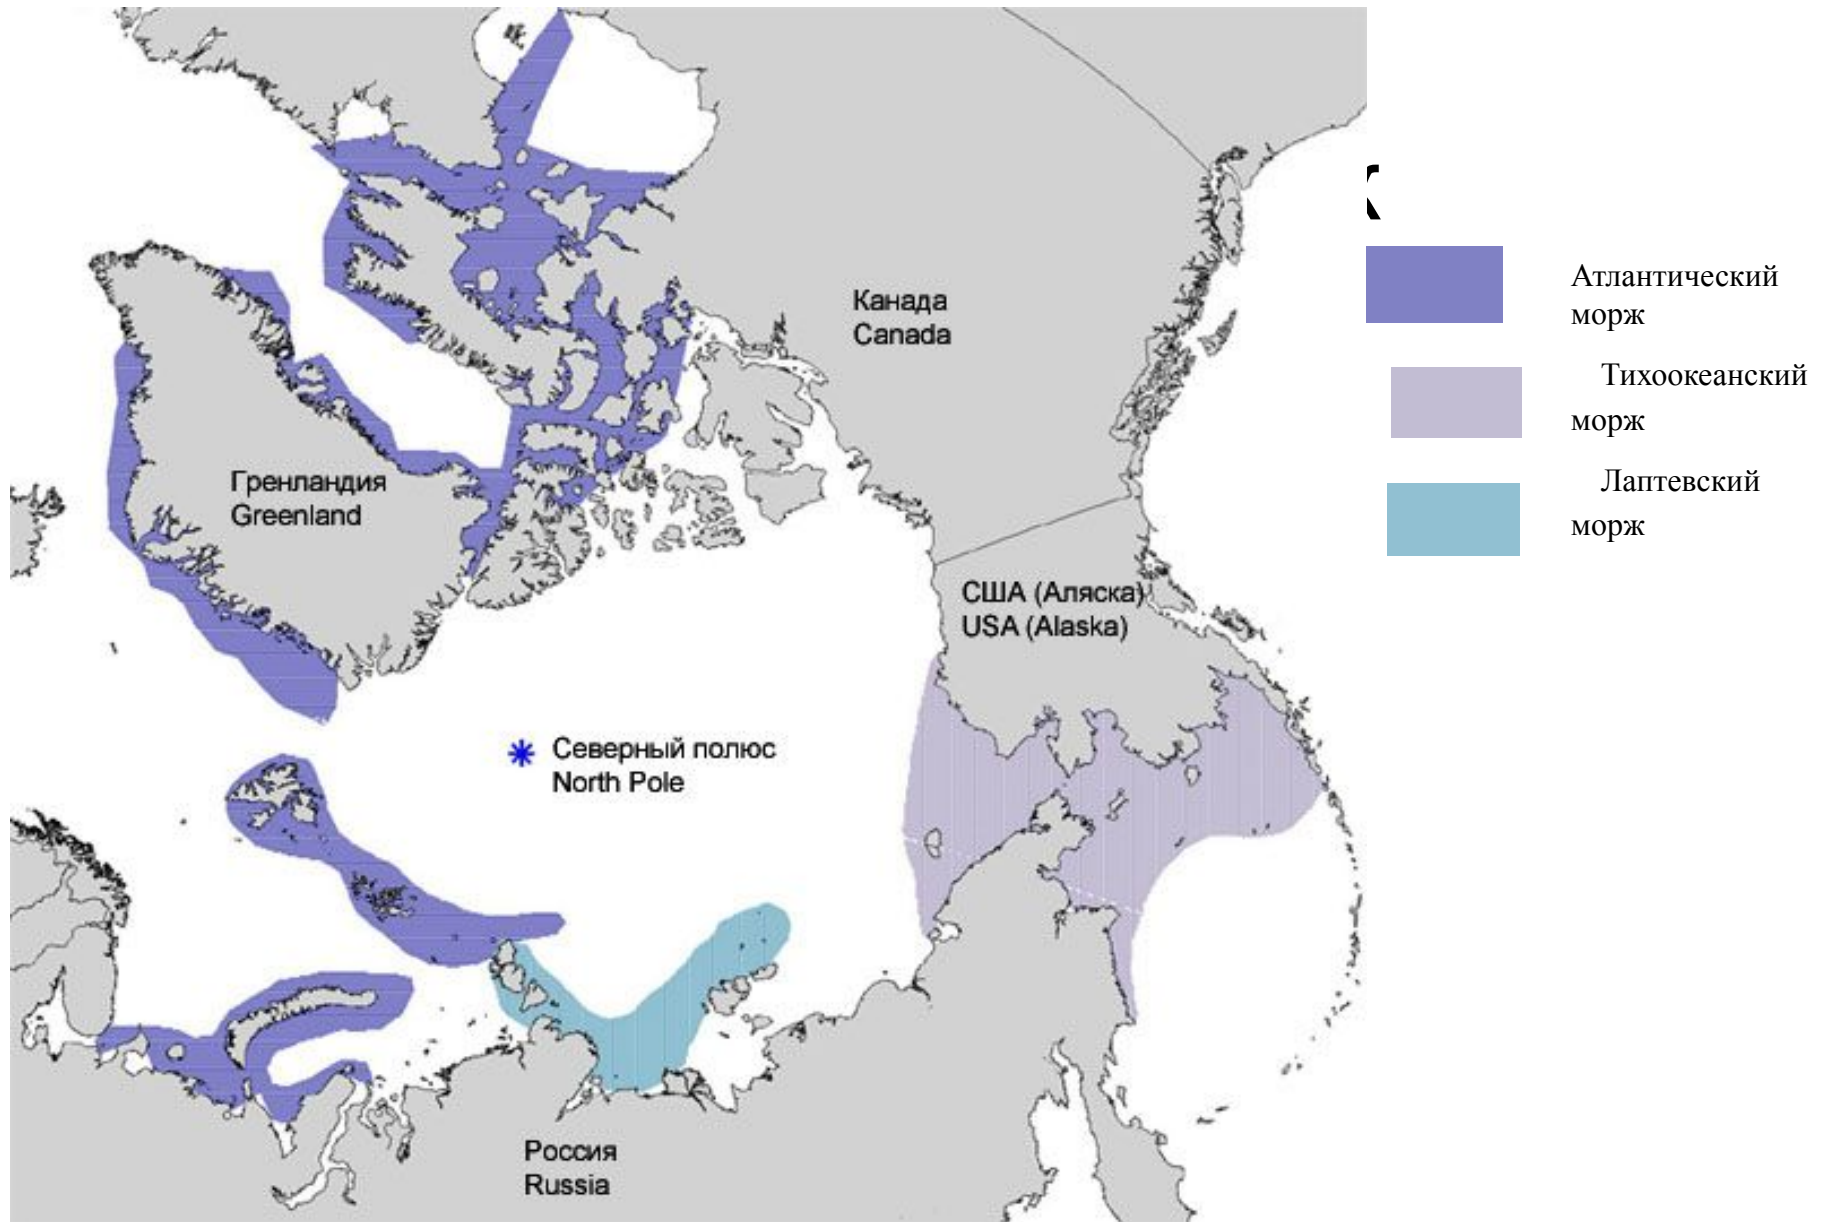 Канада
Canada
Гренландия
Greenland
США (Аляска)
USA (Alaska)
Северный полюс
North Pole
Россия
Russia
Атлантический
морж
Тихоокеанский
морж
Лаптевский
морж